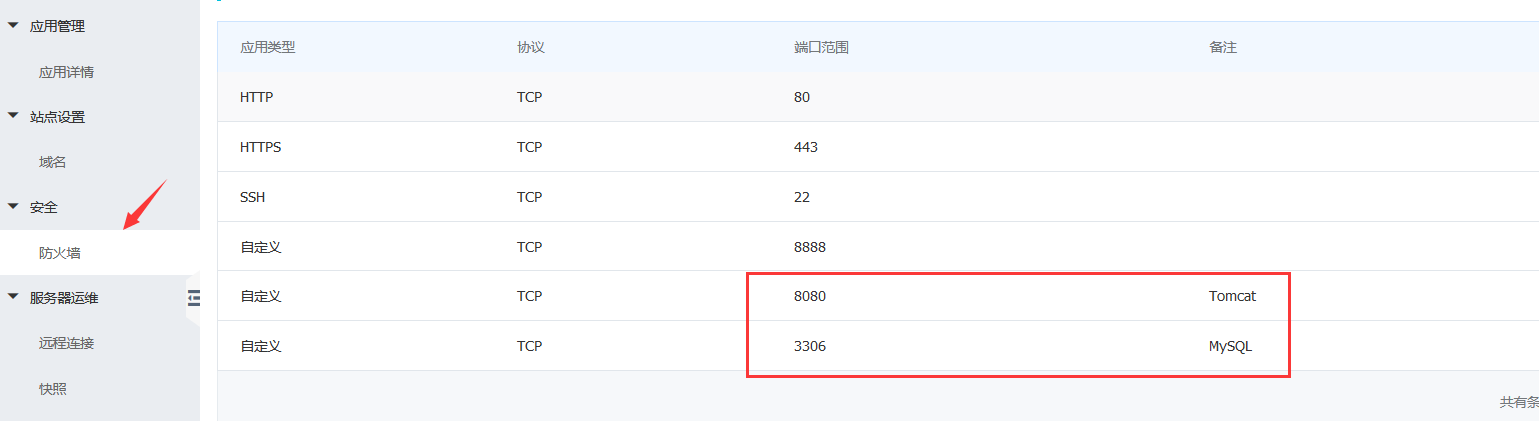 应用管理
应用详情
站点设置
域名
安全
防火墙
服务器运维
远程连接
快照
应用类型 协议 端口范围 备注
HTTP TCP 80
HTTPS TCP 443
SSH TCP 22
自定义 TCP 8888
自定义 TCP 8080 Tomcat
自定义 TCP 3306 MySQL
共有条